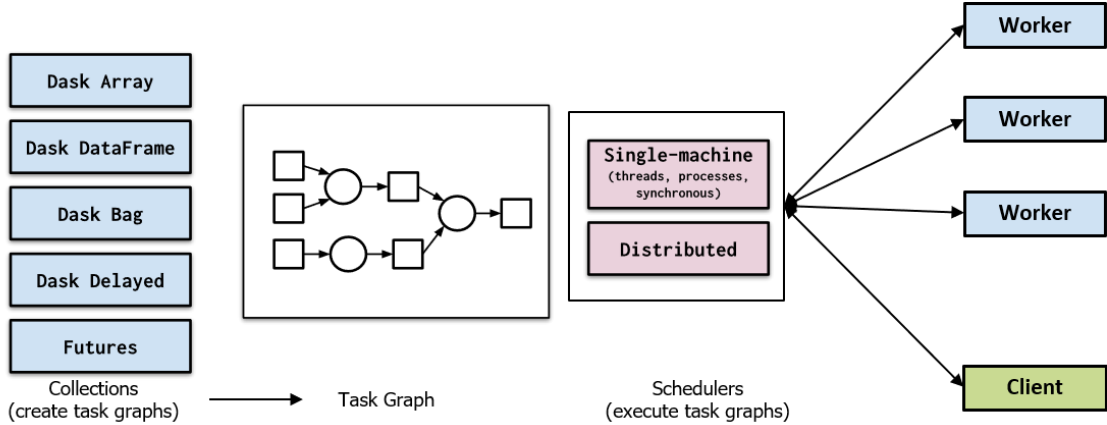 Dask Array
Dask DataFrame
Dask Bag
Dask Delayed
Futures
Collections
(create task graphs)
Task Graph
Single-machine
(threads, processes,
synchronous)
Distributed
Schedulers
(execute task graphs)
Worker
Worker
Worker
Client